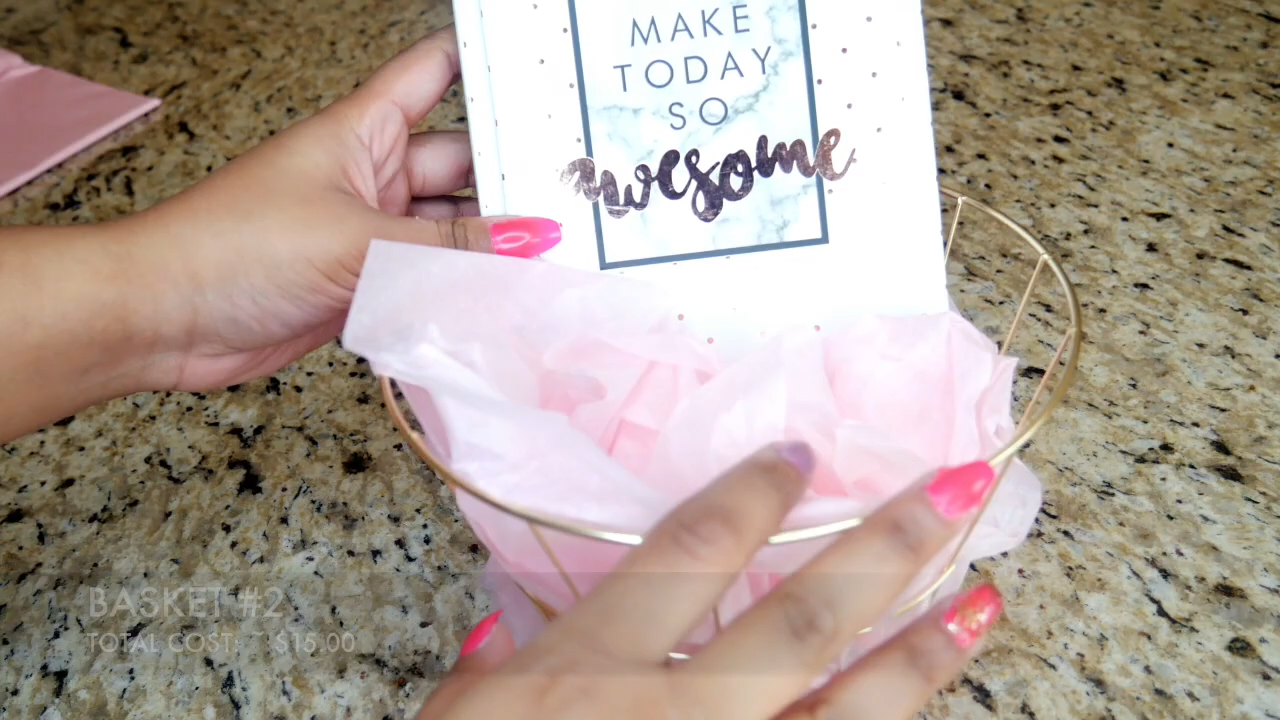 MAKE
TODAY
SO
awesome
BASKET #2
TOTAL COST: ~ $15.00